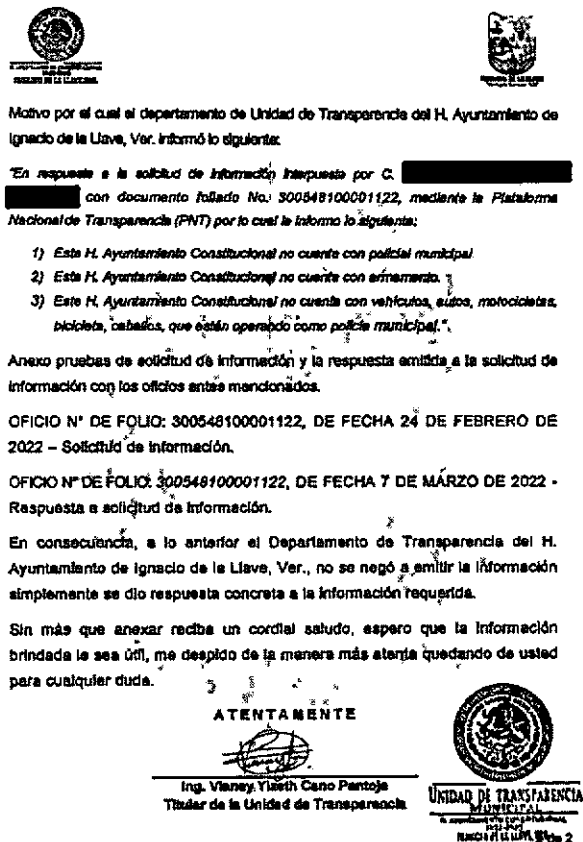 Motivo por el cual el departamento de Unidad de Transparencia del H. Ayuntamiento de
Ignacio de la Llave, Ver. informó lo siguiente:
"En respuesta a la solicitud de información interpuesta por C.
con documento foliado No. 300548100001122, mediante la Plataforma
Nacional de Transparencia (PNT) por lo cual le informo lo siguiente:
1) Este H. Ayuntamiento Constitucional no cuente con policial municipal.
2) Este H. Ayuntamiento Constitucional no cuente con armamento.
3) Este H. Ayuntamiento Constitucional no cuenta con vehículos, autos, motocicletas,
bicicleta, caballos, que están operando como policía municipal.".
Anexo pruebas de solicitud de información y la respuesta emitida a la solicitud de
información con los oficios antes mencionados.
OFICIO N° DE FOLIO: 300548100001122, DE FECHA 24 DE FEBRERO DE
2022 – Solicitud de información.
OFICIO N° DE FOLIO: 300548100001122, DE FECHA 7 DE MARZO DE 2022 -
Respuesta a solicitud de información.
En consecuencia, a lo anterior el Departamento de Transparencia del H.
Ayuntamiento de Ignacio de la Llave, Ver., no se negó a emitir la información
simplemente se dio respuesta concreta a la información requerida.
Sin más que anexar reciba un cordial saludo, espero que la información
brindada le sea útil, me despido de la manera más atenta quedando de usted
para cualquier duda.
ATENTAMENTE
Ing. Vianey Yizeth Cano Pantoja
Titular de la Unidad de Transparencia
UNIDAD DE TRANSPARENCIA
MUNICIPAL
de 2